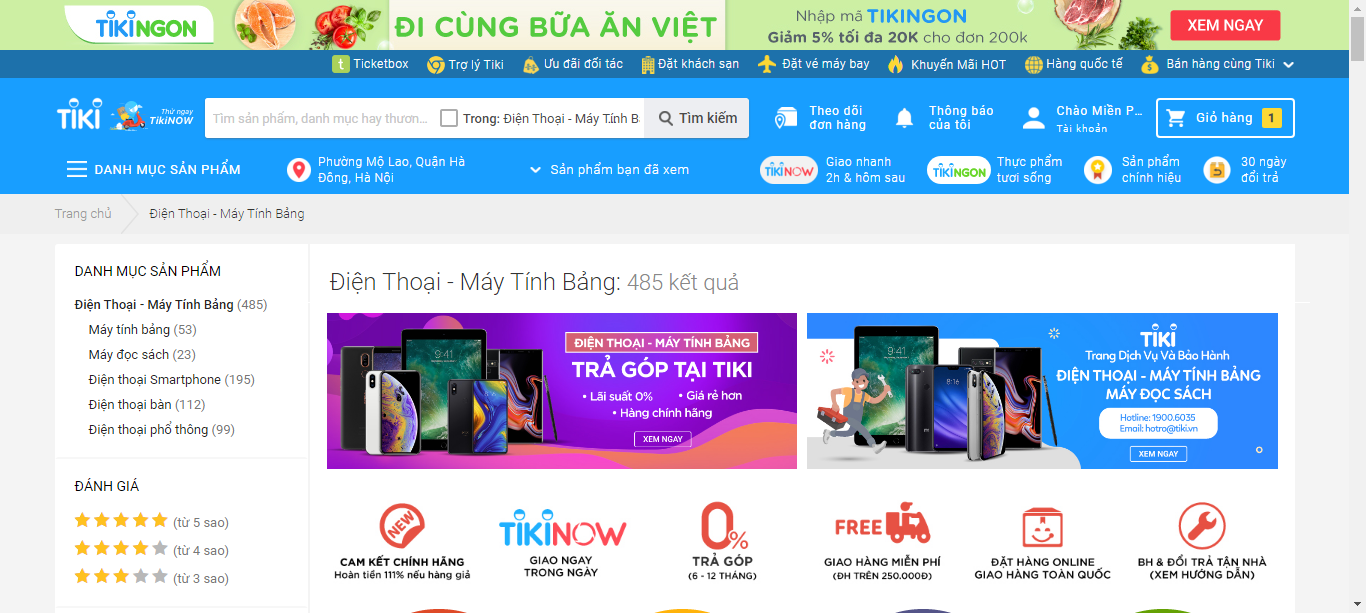 TIKINGON
ĐI CÙNG BỮA ĂN VIỆT
Nhập mã TIKINGON
Giảm 5% tối đa 20K cho đơn 200k
XEM NGAY
Ticketbox
Trợ lý Tiki
Ưu đãi đối tác
Đặt khách sạn
Đặt vé máy bay
Khuyến Mãi HOT
Hàng quốc tế
Bán hàng cùng Tiki
TIKI
Thử ngay
TikiNOW
Tìm sản phẩm, danh mục hay thươn...
Trong: Điện Thoại - Máy Tính B
Tìm kiếm
Theo dõi
đơn hàng
Thông báo
của tôi
Chào Miền P...
Tài khoản
Giỏ hàng 1
DANH MỤC SẢN PHẨM
Phường Mộ Lao, Quận Hà
Đông, Hà Nội
Sản phẩm bạn đã xem
TIKINOW
Giao nhanh
2h & hôm sau
TIKINGON
Thực phẩm
tươi sống
Sản phẩm
chính hiệu
30 ngày
đổi trả
Trang chủ
Điện Thoại - Máy Tính Bảng
DANH MỤC SẢN PHẨM
Điện Thoại - Máy Tính Bảng (485)
Máy tính bảng (53)
Máy đọc sách (23)
Điện thoại Smartphone (195)
Điện thoại bàn (112)
Điện thoại phổ thông (99)
ĐÁNH GIÁ
(từ 5 sao)
(từ 4 sao)
(từ 3 sao)
Điện Thoại - Máy Tính Bảng: 485 kết quả
9:41
ĐIỆN THOẠI - MÁY TÍNH BẢNG
TRẢ GÓP TẠI TIKI
• Lãi suất 0% • Giá rẻ hơn
• Hàng chính hãng
XEM NGAY
9:41
8:16
TIKI
Trang Dịch Vụ Và Bảo Hành
ĐIỆN THOẠI - MÁY TÍNH BẢNG
MÁY ĐỌC SÁCH
Hotline: 1900.6035
Email: hotro@tiki.vn
XEM NGAY
NEW
CAM KẾT CHÍNH HÃNG
Hoàn tiền 111% nếu hàng giả
TIKINOW
GIAO NGAY
TRONG NGÀY
0%
TRẢ GÓP
(6 - 12 THÁNG)
FREE
GIAO HÀNG MIỄN PHÍ
(ĐH TRÊN 250.000Đ)
ĐẶT HÀNG ONLINE
GIAO HÀNG TOÀN QUỐC
BH & ĐỔI TRẢ TẬN NHÀ
(XEM HƯỚNG DẪN)